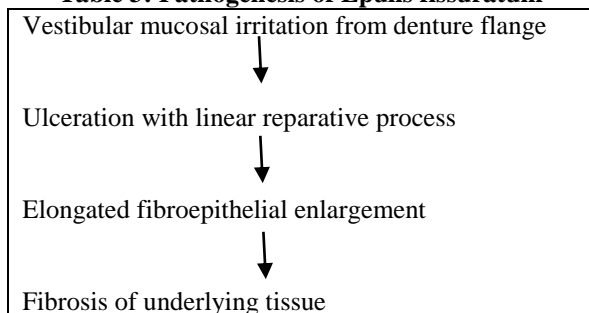 Table 3: Pathogenesis of Epulis fissuratum
Vestibular mucosal irritation from denture flange
Ulceration with linear reparative process
Elongated fibroepithelial enlargement
Fibrosis of underlying tissue